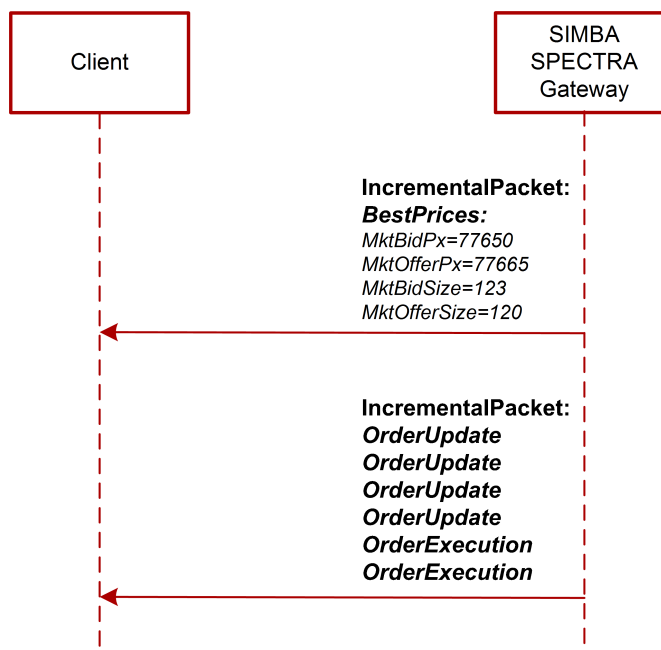 Client
SIMBA
SPECTRA
Gateway
IncrementalPacket:
BestPrices:
MktBidPx=77650
MktOfferPx=77665
MktBidSize=123
MktOfferSize=120
IncrementalPacket:
OrderUpdate
OrderUpdate
OrderUpdate
OrderUpdate
OrderExecution
OrderExecution